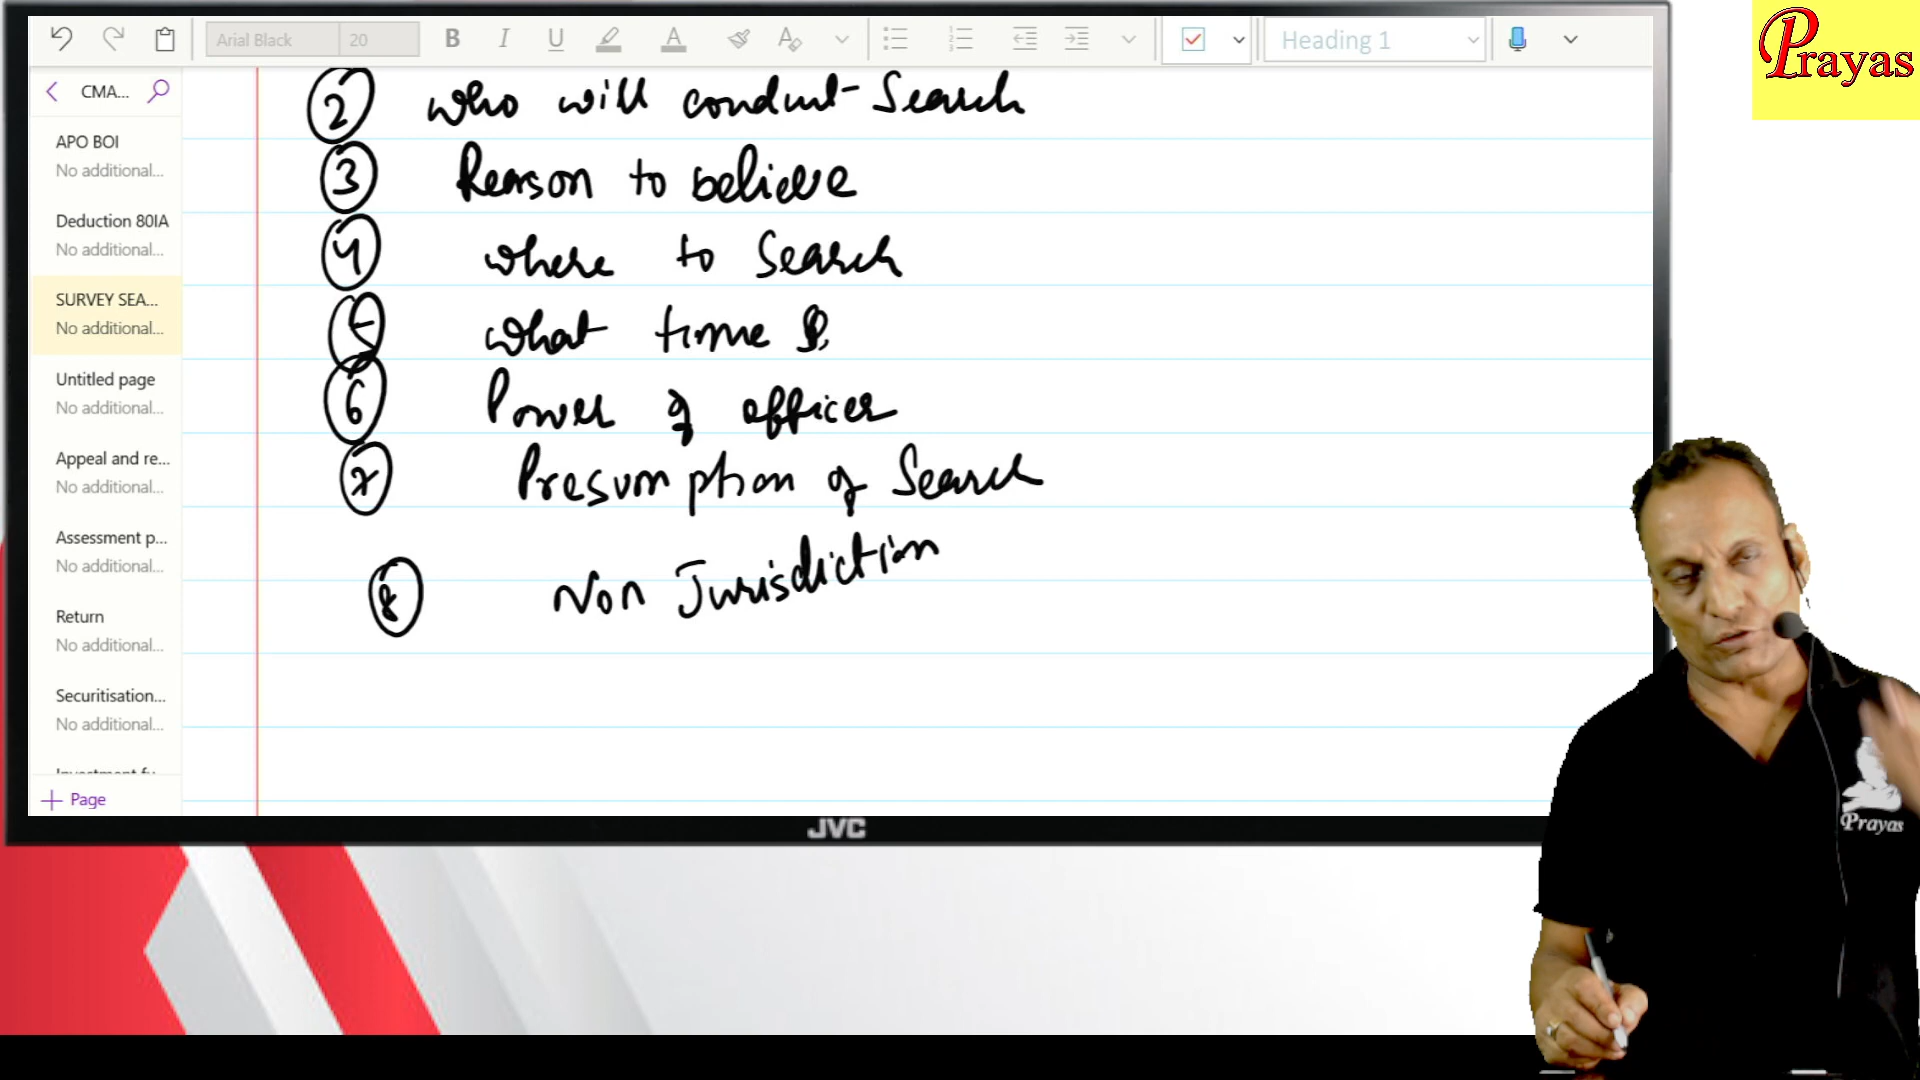 Prayas
Arial Black 20 B I U A A Heading 1
CMA...
APO BOI
No additional...
Deduction 80IA
No additional...
SURVEY SEA...
No additional...
Untitled page
No additional...
Appeal and re...
No additional...
Assessment p...
No additional...
Return
No additional...
Securitisation...
No additional...
Page
2 who will conduct Search
3 Reason to believe
4 where to Search
5 what time
6 Power of officer
7 Presumption of Search
8 Non Jurisdiction
JVC
Prayas